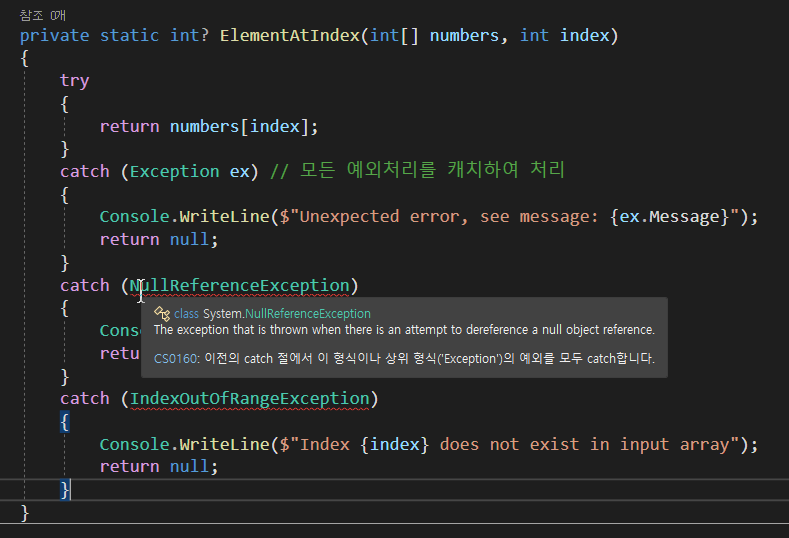 참조 0개
private static int? ElementAtIndex(int[] numbers, int index)
{
try
{
return numbers[index];
}
catch (Exception ex) // 모든 예외처리를 캐치하여 처리
{
Console.WriteLine($"Unexpected error, see message: {ex.Message}");
return null;
}
catch (NullReferenceException)
{
class System.NullReferenceException
The exception that is thrown when there is an attempt to dereference a null object reference.
CS0160: 이전의 catch 절에서 이 형식이나 상위 형식('Exception')의 예외를 모두 catch합니다.
}
catch (IndexOutOfRangeException)
{
Console.WriteLine($"Index {index} does not exist in input array");
return null;
}
}